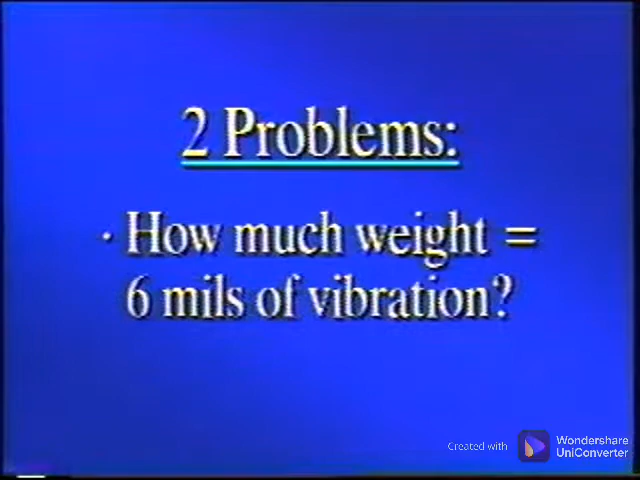 2 Problems:
· How much weight =
6 mils of vibration?
Created with
Wondershare
UniConverter